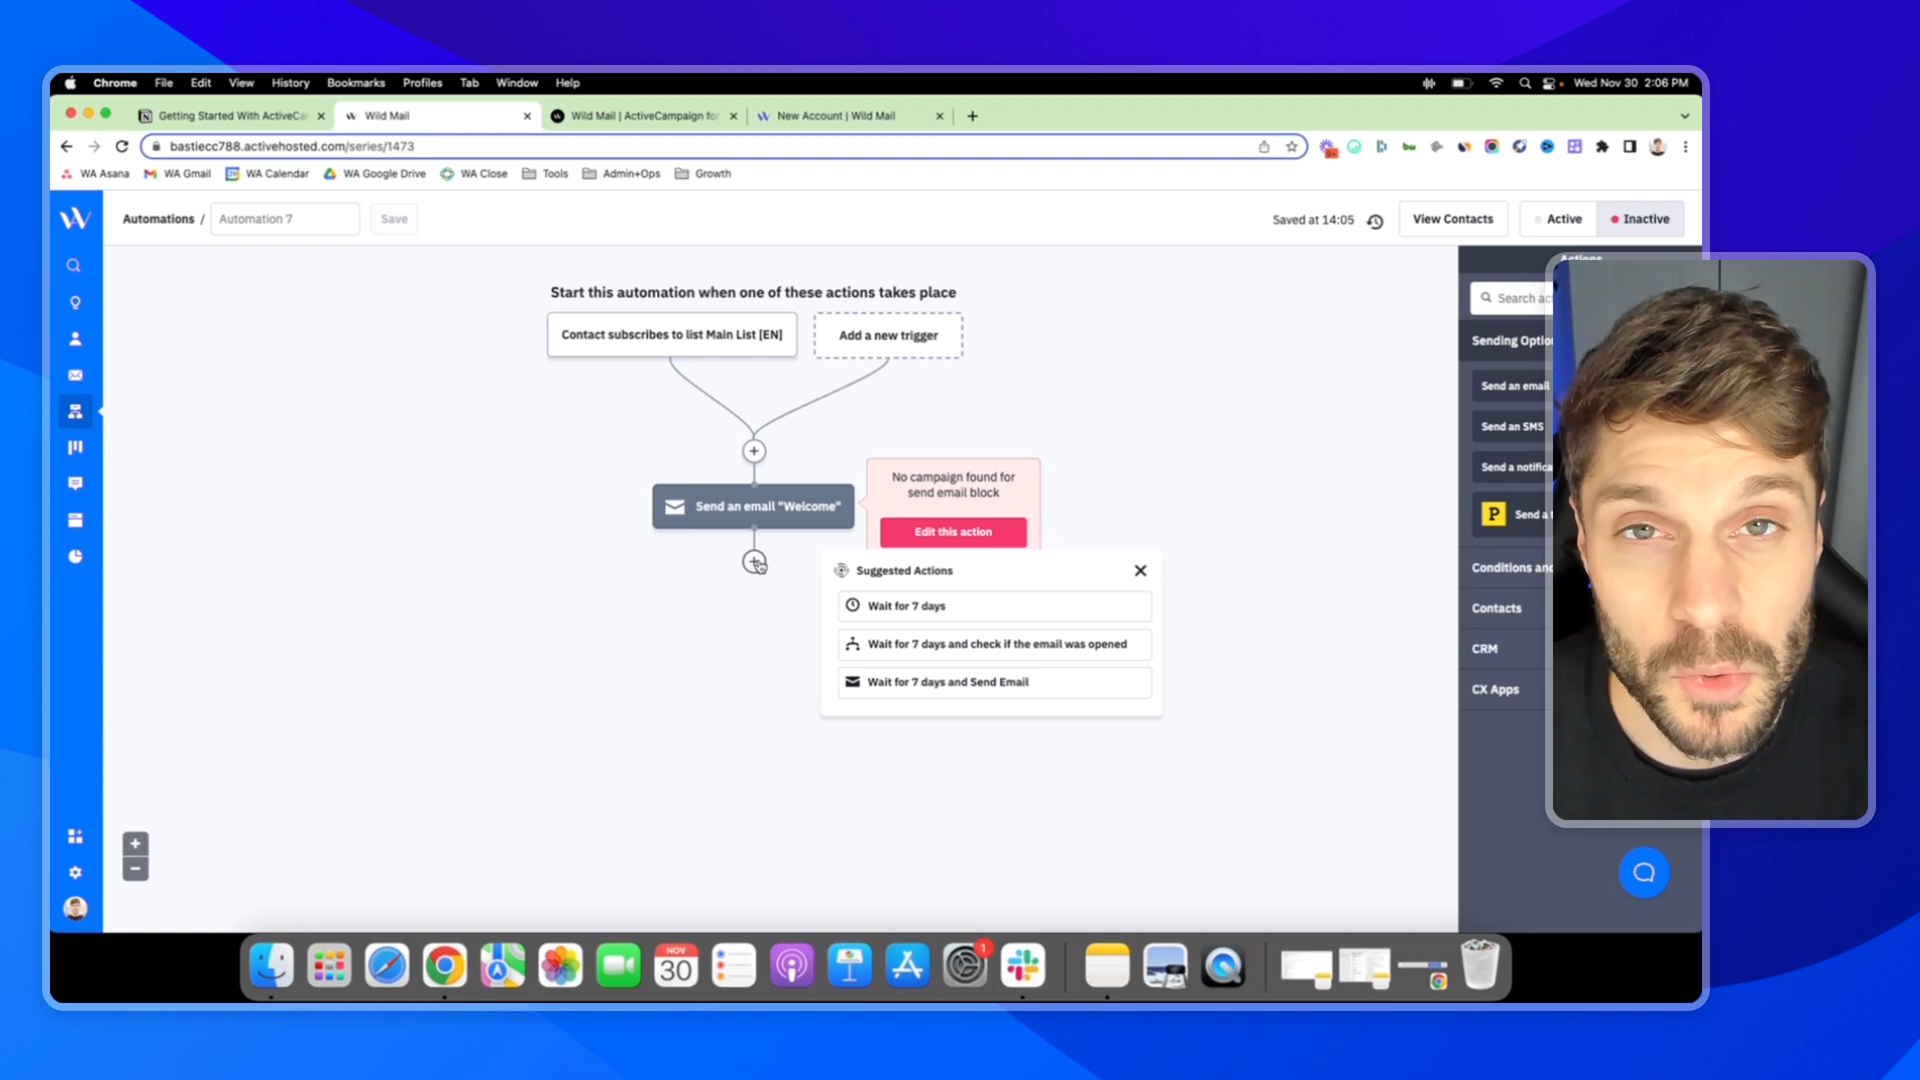 Chrome File Edit View History Bookmarks Profiles Tab Window Help
Wed Nov 30 2:06 PM
Getting Started With ActiveCa
Wild Mail
Wild Mail | ActiveCampaign for
New Account | Wild Mail
bastiecc788.activehosted.com/series/1473
WA Asana
WA Gmail
WA Calendar
WA Google Drive
WA Close
Tools
Admin+Ops
Growth
Automations / Automation 7
Save
Saved at 14:05
View Contacts
Active
Inactive
Actions
Start this automation when one of these actions takes place
Search ac
Contact subscribes to list Main List [EN]
Add a new trigger
Sending Optio
Send an email
Send an SMS
Send a notifica
P Send a t
No campaign found for
send email block
Send an email "Welcome"
Edit this action
Suggested Actions
Wait for 7 days
Wait for 7 days and check if the email was opened
Wait for 7 days and Send Email
Conditions and
Contacts
CRM
CX Apps
NOV
30
1